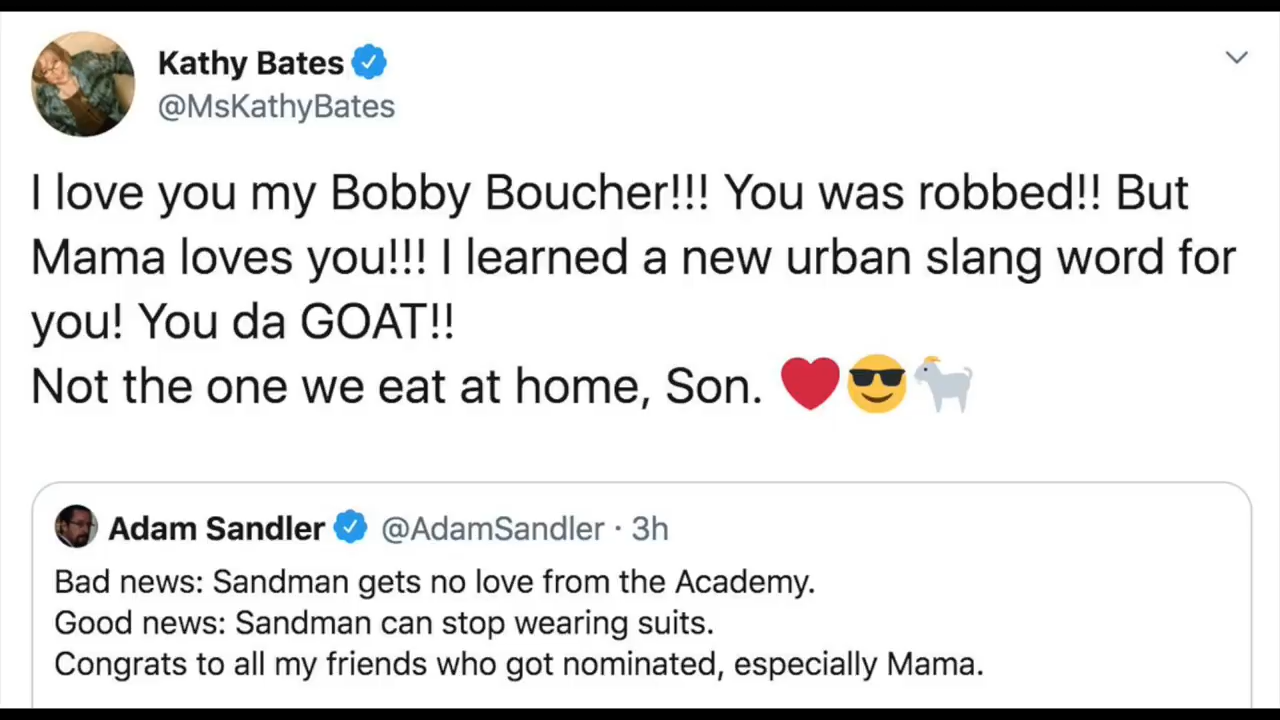 Kathy Bates
@MsKathyBates
I love you my Bobby Boucher!!! You was robbed!! But
Mama loves you!!! I learned a new urban slang word for
you! You da GOAT!!
Not the one we eat at home, Son. ❤️😎🐐
Adam Sandler @AdamSandler · 3h
Bad news: Sandman gets no love from the Academy.
Good news: Sandman can stop wearing suits.
Congrats to all my friends who got nominated, especially Mama.